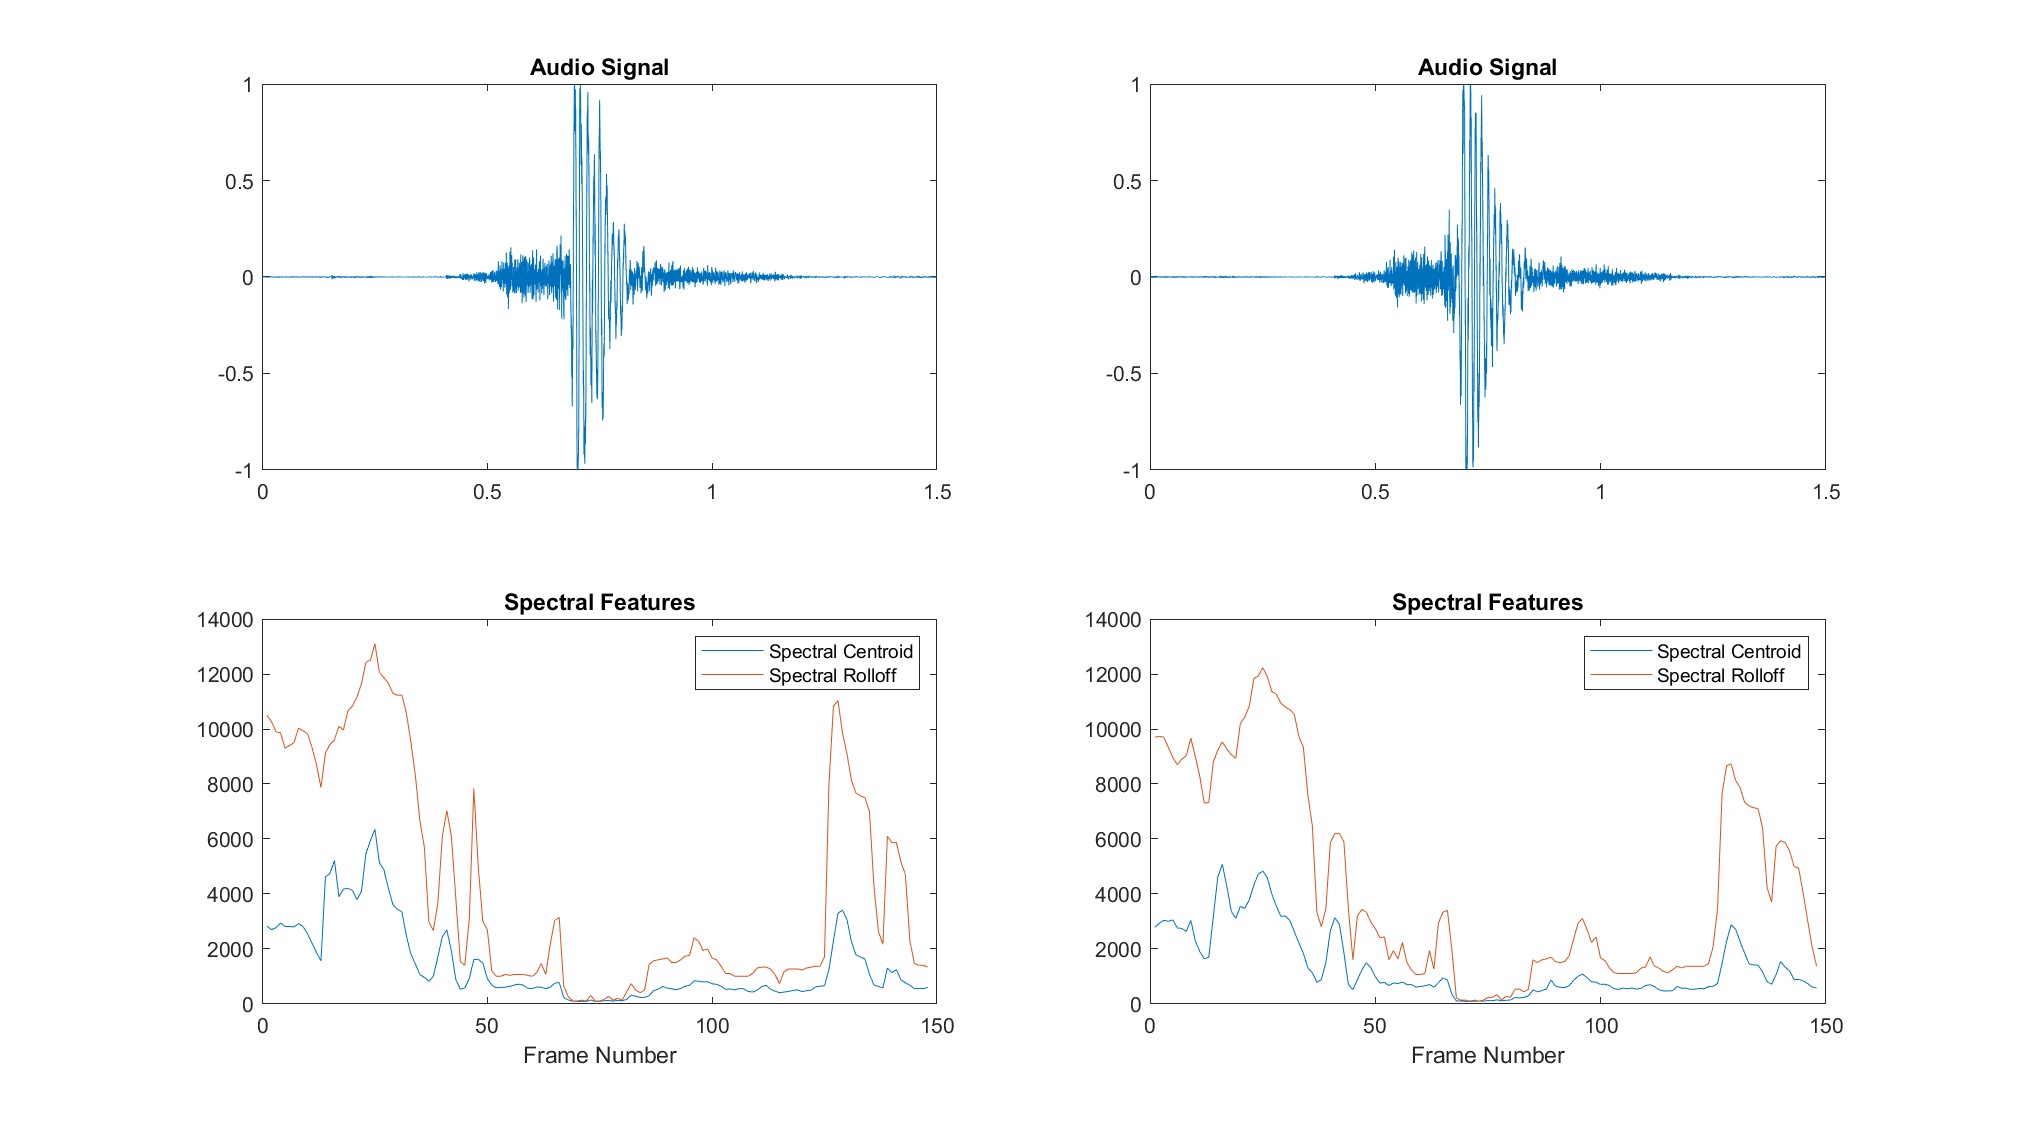 Audio Signal
1
0.5
0
-0.5
-1
0 0.5 1 1.5
Audio Signal
1
0.5
0
-0.5
-1
0 0.5 1 1.5
Spectral Features
14000
12000
10000
8000
6000
4000
2000
0
Spectral Centroid
Spectral Rolloff
0 50 100 150
Frame Number
Spectral Features
14000
12000
10000
8000
6000
4000
2000
0
Spectral Centroid
Spectral Rolloff
0 50 100 150
Frame Number